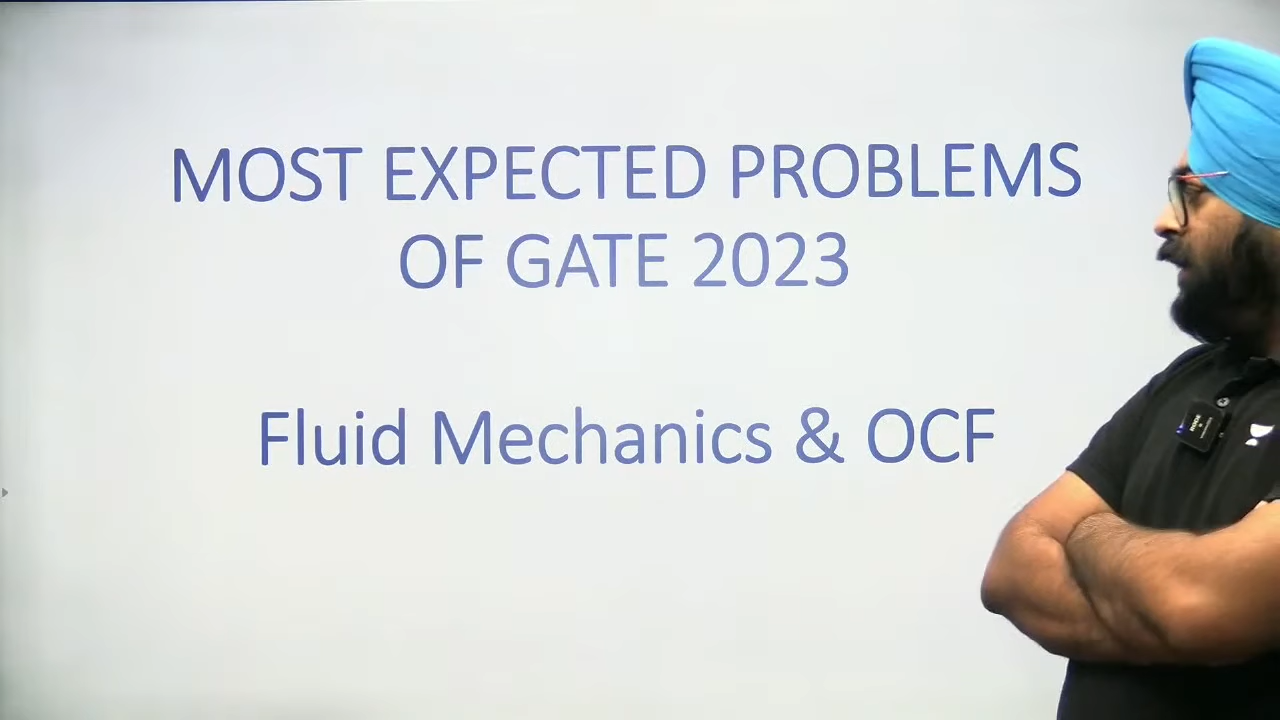 MOST EXPECTED PROBLEMS
OF GATE 2023
Fluid Mechanics & OCF